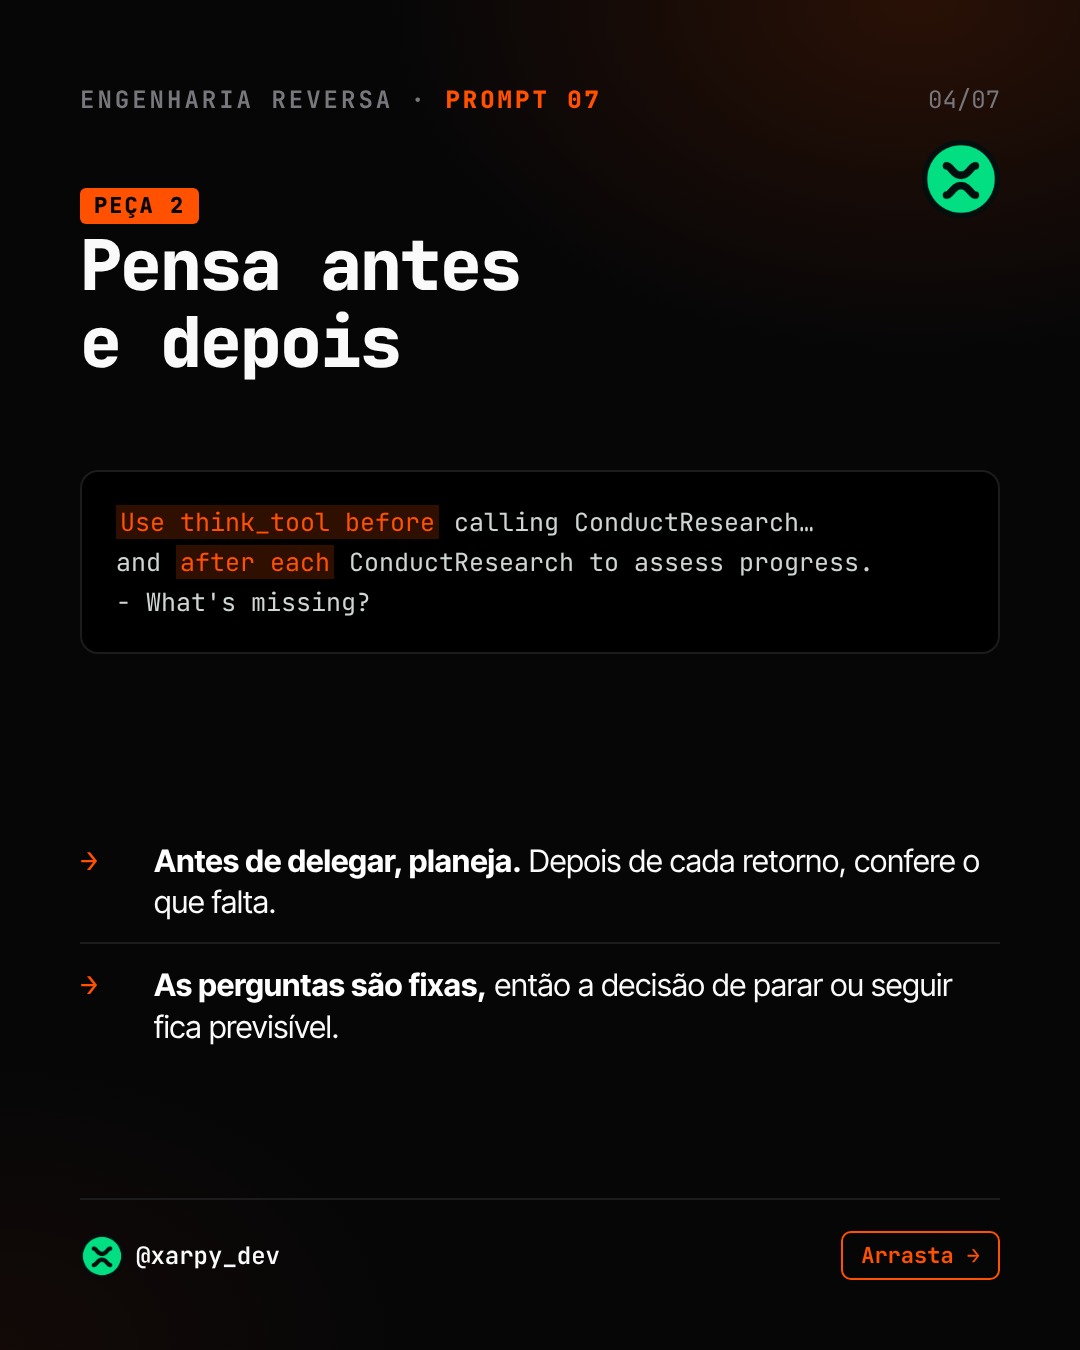 ENGENHARIA REVERSA · PROMPT 07
04/07
PEÇA 2
Pensa antes
e depois
Use think_tool before calling ConductResearch…
and after each ConductResearch to assess progress.
- What's missing?
→ Antes de delegar, planeja. Depois de cada retorno, confere o
que falta.
→ As perguntas são fixas, então a decisão de parar ou seguir
fica previsível.
@xarpy_dev
Arrasta →